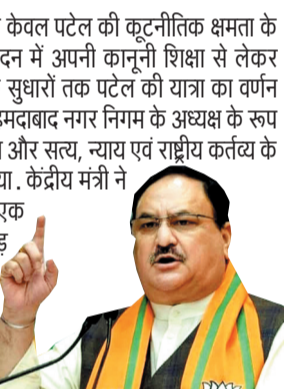 केवल पटेल की कूटनीतिक क्षमता के
दन में अपनी कानूनी शिक्षा से लेकर
सुधारों तक पटेल की यात्रा का वर्णन
मदाबाद नगर निगम के अध्यक्ष के रूप
और सत्य, न्याय एवं राष्ट्रीय कर्तव्य के
या. केंद्रीय मंत्री ने
एक
ड़